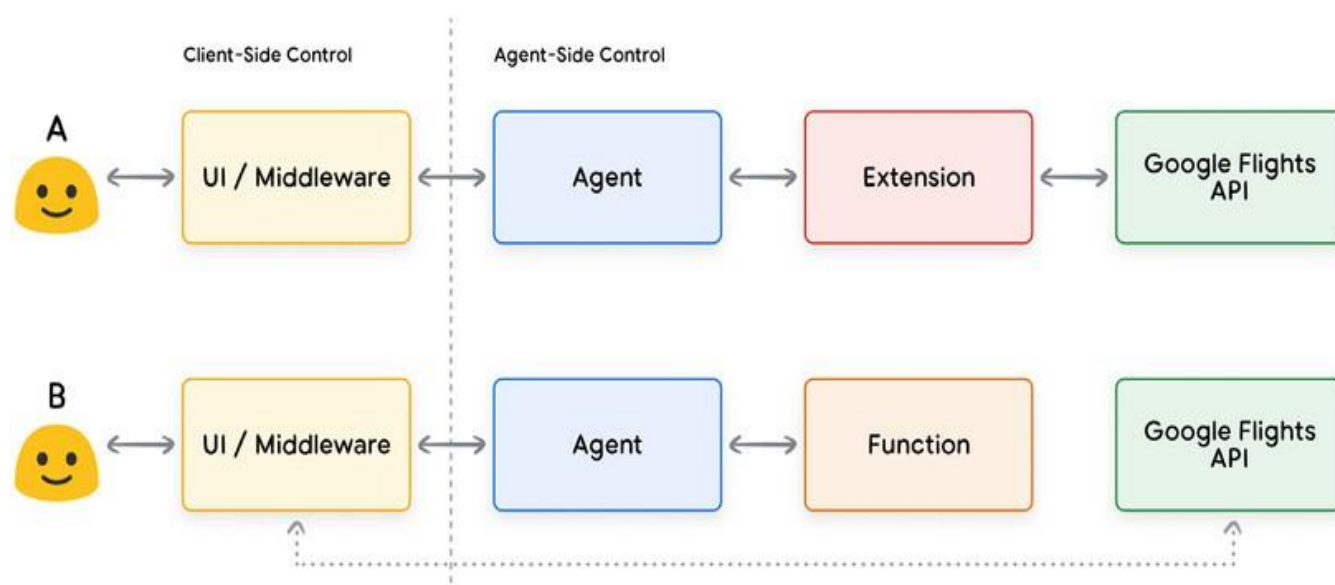 Client-Side Control
Agent-Side Control
A
UI / Middleware
Agent
Extension
Google Flights
API
B
UI / Middleware
Agent
Function
Google Flights
API